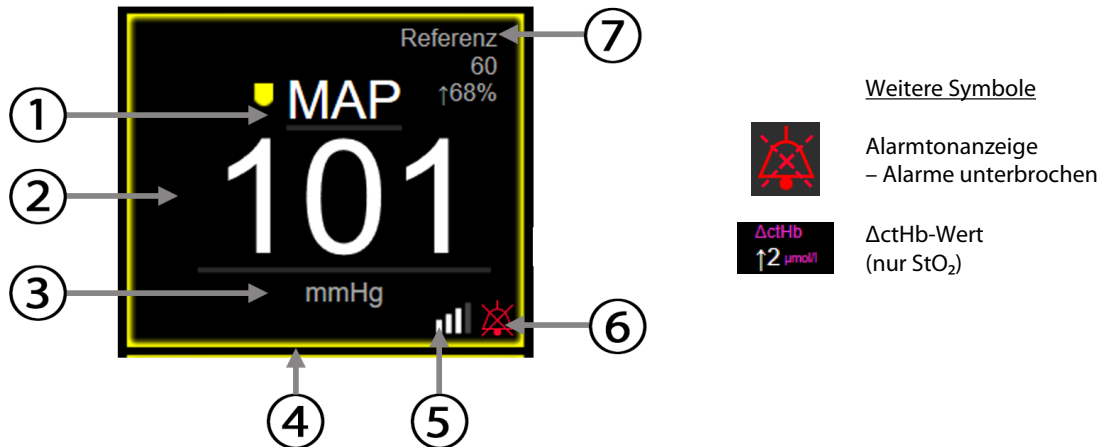 Referenz
60
↑68%
MAP
101
mmHg
①
②
③
④
⑤
⑥
⑦
Weitere Symbole
Alarmtonanzeige
– Alarme unterbrochen
ΔctHb
↑2 µmol/l
ΔctHb-Wert
(nur StO₂)